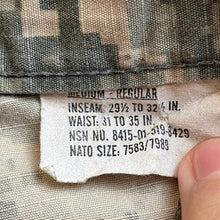 MEDIUM - REGULAR
INSEAM: 29½ TO 32½ IN.
WAIST: 31 TO 35 IN.
NSN NO. 8415-01-519-8429
NATO SIZE: 7583/7989